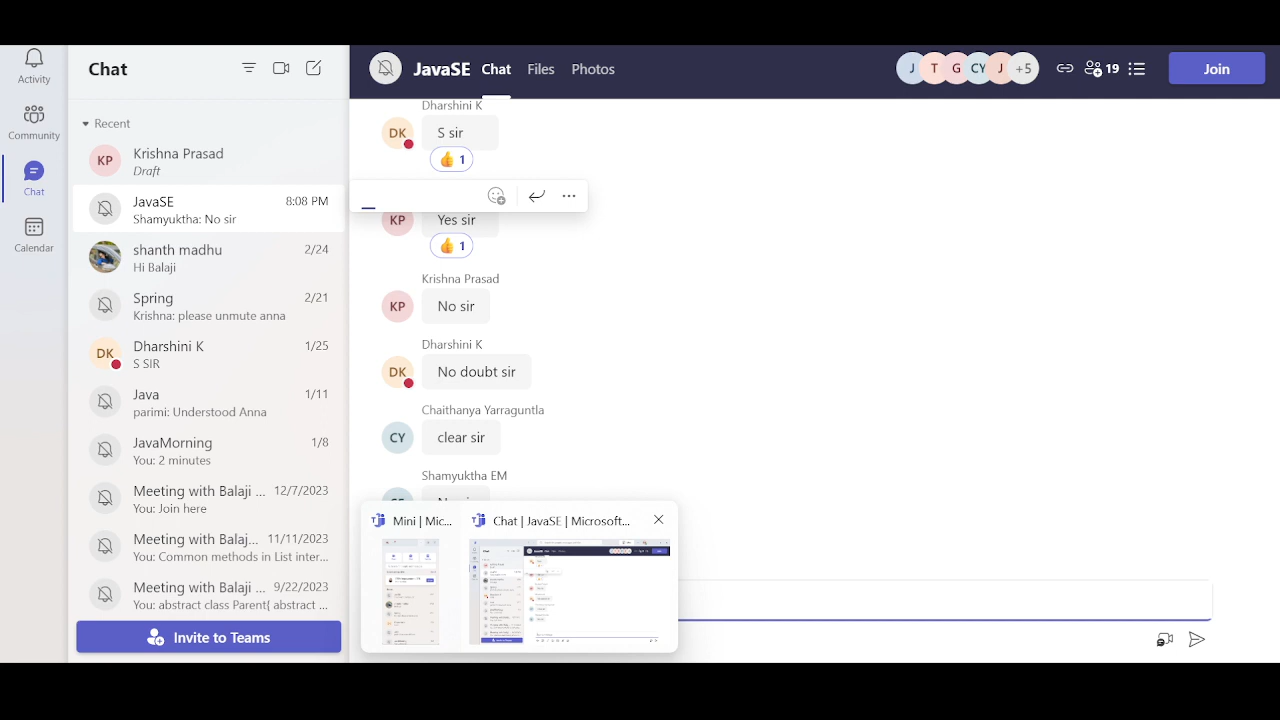 Activity
Community
Chat
Calendar
Chat
Recent
KP
Krishna Prasad
Draft
JavaSE
8:08 PM
Shamyuktha: No sir
shanth madhu
2/24
Hi Balaji
Spring
2/21
Krishna: please unmute anna
DK
Dharshini K
1/25
S SIR
Java
1/11
parimi: Understood Anna
JavaMorning
1/8
You: 2 minutes
Meeting with Balaji ...
12/7/2023
You: Join here
Meeting with Balaj...
11/11/2023
You: Common methods in List inter...
Meeting with Balaji ...
You: abstract class Parent{ abstract ...
Invite to Teams
JavaSE
Chat
Files
Photos
J T G CY J +5
19
Join
Dharshini K
DK
S sir
1
KP
Yes sir
1
Krishna Prasad
KP
No sir
Dharshini K
DK
No doubt sir
Chaithanya Yarraguntla
CY
clear sir
Shamyuktha EM
Mini | Mic...
Chat | JavaSE | Microsoft...